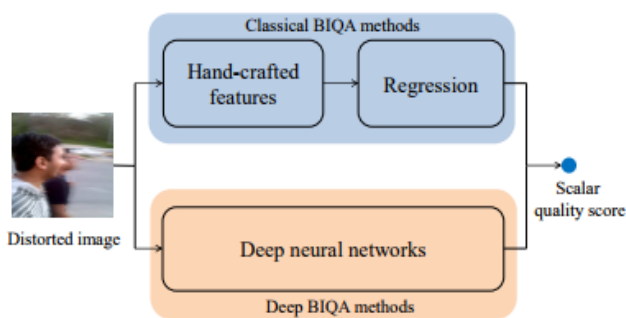 Classical BIQA methods
Hand-crafted
features
Regression
Distorted image
Scalar
quality score
Deep neural networks
Deep BIQA methods